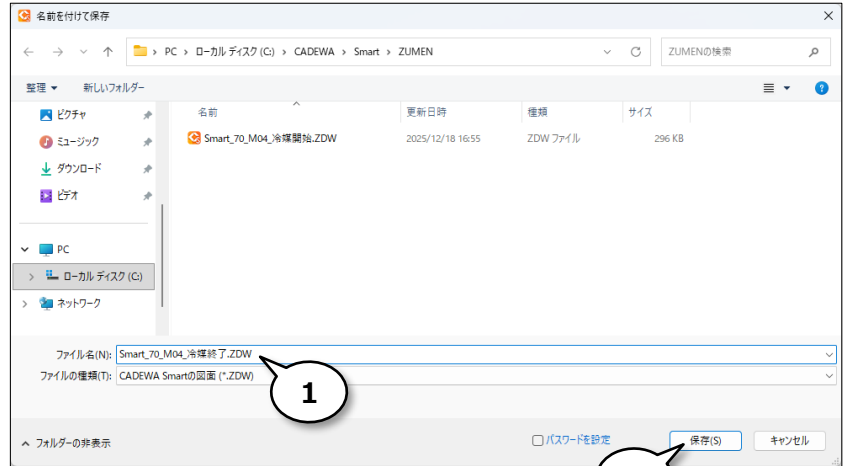 名前を付けて保存
PC > ローカル ディスク (C:) > CADEWA > Smart > ZUMEN
ZUMENの検索
整理 新しいフォルダー
名前 更新日時 種類 サイズ
ピクチャ
Smart_70_M04_冷媒開始.ZDW 2025/12/18 16:55 ZDW ファイル 296 KB
ミュージック
ダウンロード
ビデオ
PC
ローカル ディスク (C:)
ネットワーク
ファイル名(N): Smart_70_M04_冷媒終了.ZDW
ファイルの種類(T): CADEWA Smartの図面 (*.ZDW)
1
フォルダーの非表示
パスワードを設定
保存(S)
キャンセル